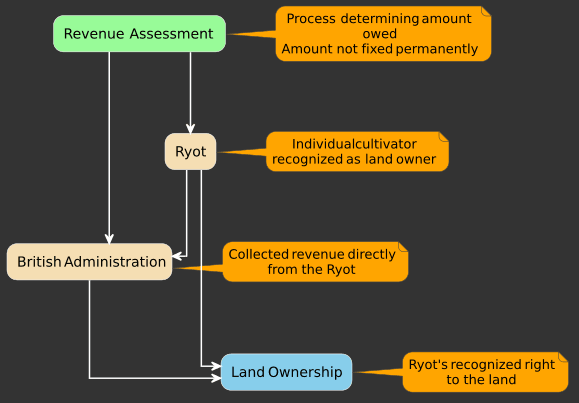 Revenue Assessment
Process determining amount
owed
Amount not fixed permanently
Ryot
Individualcultivator
recognized as land owner
British Administration
Collected revenue directly
from the Ryot
Land Ownership
Ryot's recognized right
to the land